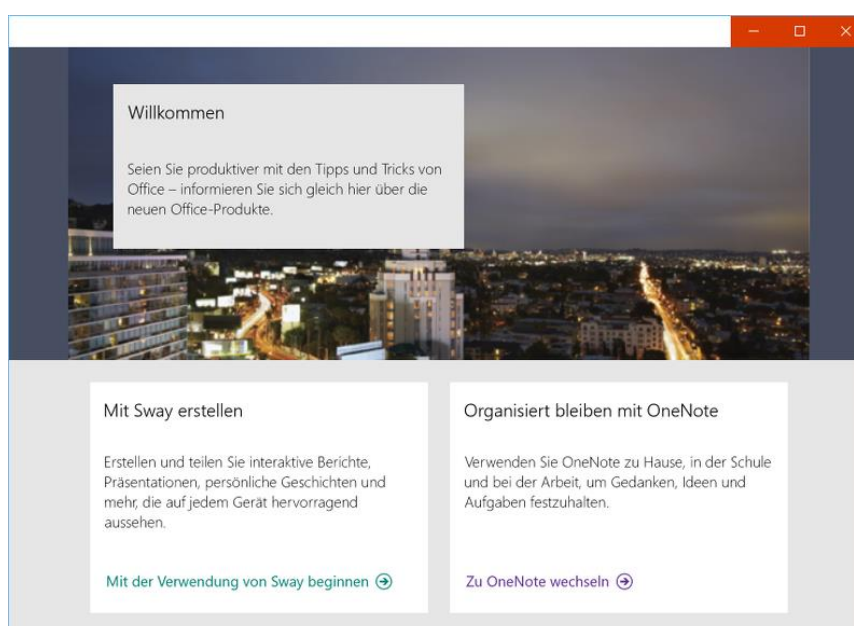 Willkommen
Seien Sie produktiver mit den Tipps und Tricks von
Office – informieren Sie sich gleich hier über die
neuen Office-Produkte.
Mit Sway erstellen
Erstellen und teilen Sie interaktive Berichte,
Präsentationen, persönliche Geschichten und
mehr, die auf jedem Gerät hervorragend
aussehen.
Mit der Verwendung von Sway beginnen
Organisiert bleiben mit OneNote
Verwenden Sie OneNote zu Hause, in der Schule
und bei der Arbeit, um Gedanken, Ideen und
Aufgaben festzuhalten.
Zu OneNote wechseln